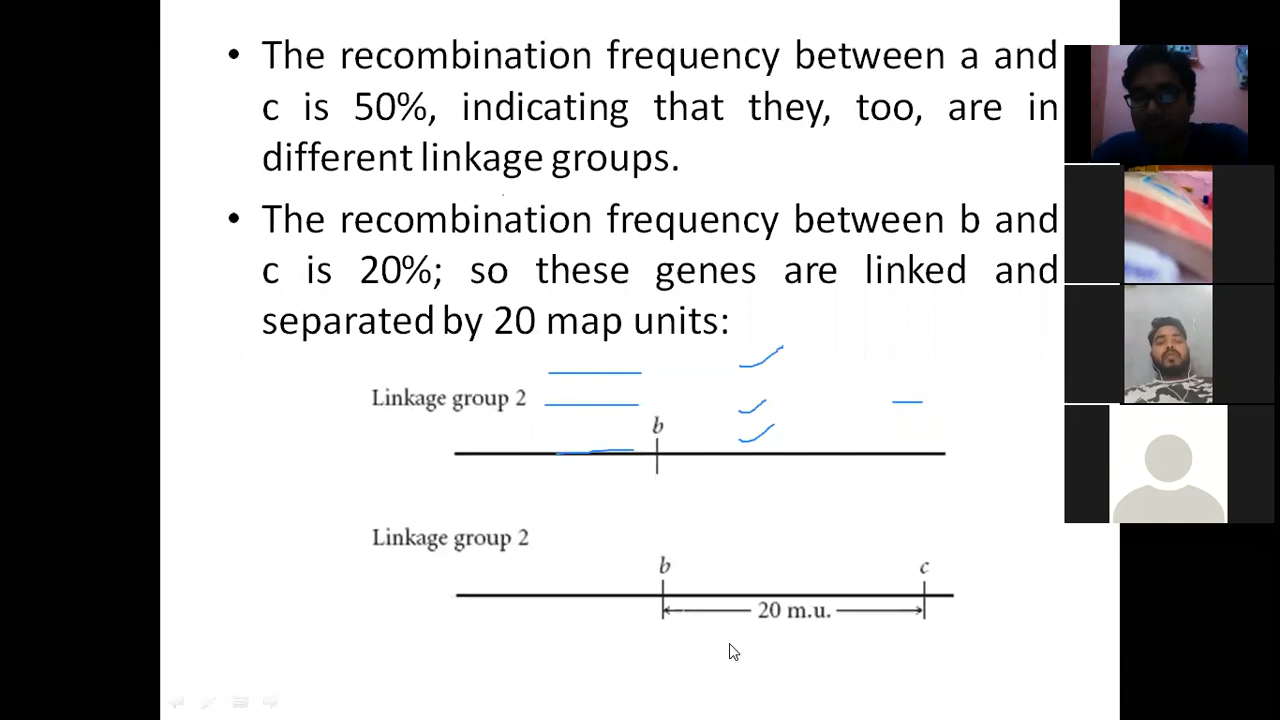 • The recombination frequency between a and
c is 50%, indicating that they, too, are in
different linkage groups.
• The recombination frequency between b and
c is 20%; so these genes are linked and
separated by 20 map units:
Linkage group 2
b
Linkage group 2
b c
20 m.u.